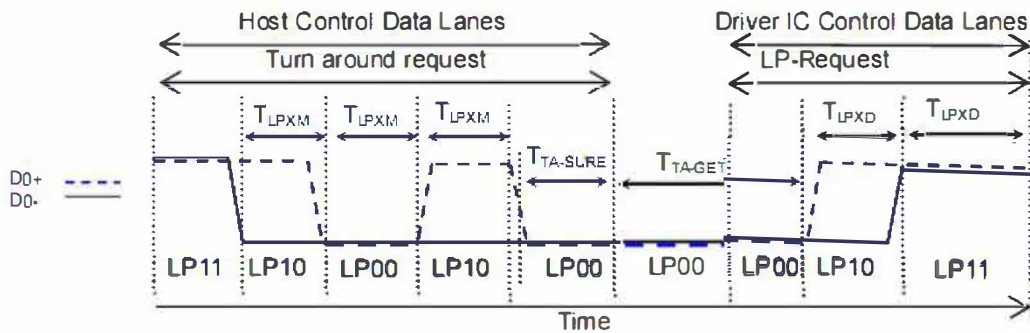 Host Control Data Lanes Driver IC Control Data Lanes
Turn around request LP-Request
TLPXM TLPXM TLPXM TLPXD TLPXD
TTA-SURE TTA-GET
D0+
D0-
LP11 LP10 LP00 LP10 LP00 LP00 LP00 LP10 LP11
Time